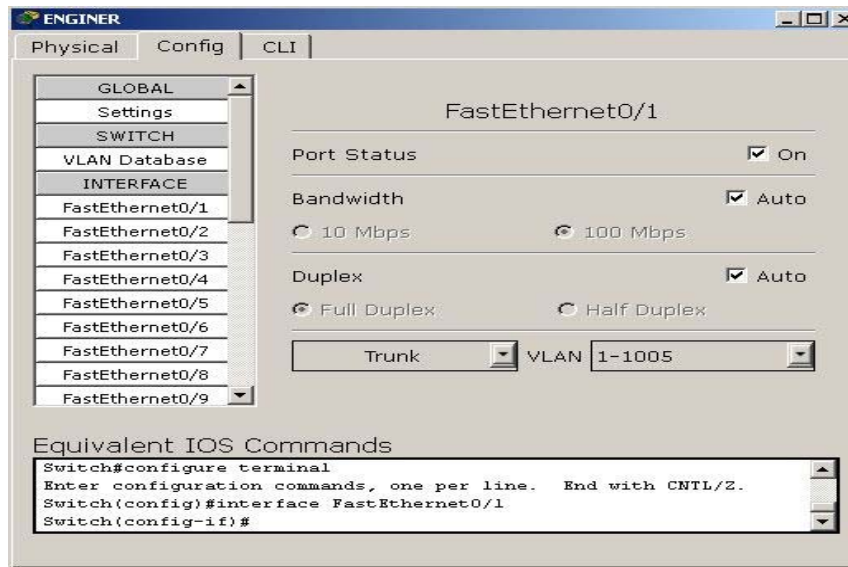 ENGINER
Physical Config CLI
GLOBAL
Settings
SWITCH
VLAN Database
INTERFACE
FastEthernet0/1
FastEthernet0/2
FastEthernet0/3
FastEthernet0/4
FastEthernet0/5
FastEthernet0/6
FastEthernet0/7
FastEthernet0/8
FastEthernet0/9
FastEthernet0/1
Port Status On
Bandwidth Auto
10 Mbps 100 Mbps
Duplex Auto
Full Duplex Half Duplex
Trunk VLAN 1-1005
Equivalent IOS Commands
Switch#configure terminal
Enter configuration commands, one per line. End with CNTL/Z.
Switch(config)#interface FastEthernet0/1
Switch(config-if)#